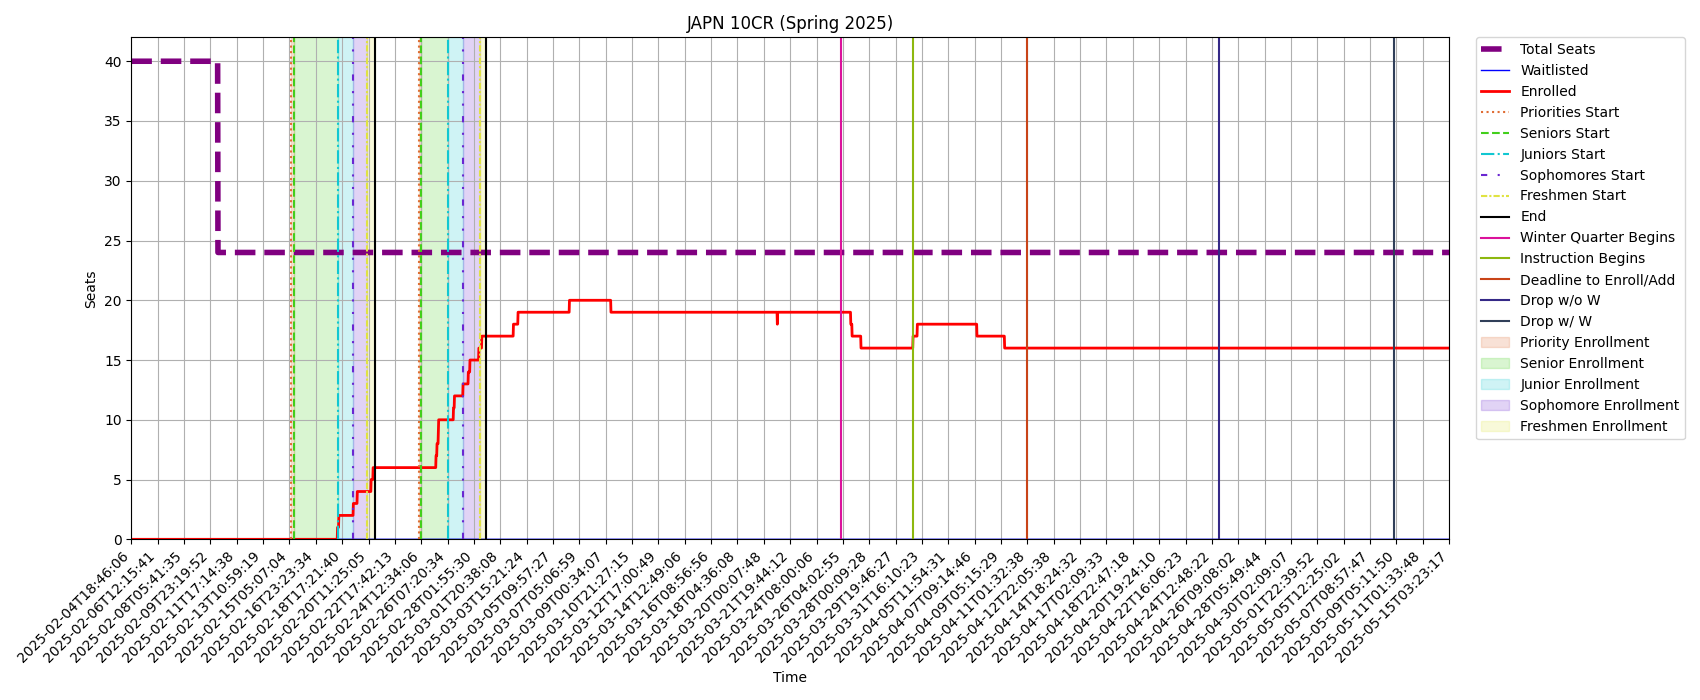 JAPN 10CR (Spring 2025)
Seats
40
35
30
25
20
15
10
5
0
2025-02-04T18:46:06
2025-02-06T12:15:41
2025-02-08T05:41:35
2025-02-09T23:19:52
2025-02-11T17:14:38
2025-02-13T10:59:19
2025-02-15T05:07:04
2025-02-16T23:23:34
2025-02-18T17:21:40
2025-02-20T11:25:05
2025-02-22T17:42:13
2025-02-24T12:34:06
2025-02-26T07:20:34
2025-02-28T01:55:30
2025-03-01T20:38:08
2025-03-03T15:21:24
2025-03-05T09:57:27
2025-03-07T05:06:59
2025-03-09T00:34:07
2025-03-10T21:27:15
2025-03-12T17:00:49
2025-03-14T12:49:06
2025-03-16T08:56:56
2025-03-18T04:36:08
2025-03-20T00:07:48
2025-03-21T19:44:12
2025-03-24T08:00:06
2025-03-26T04:02:55
2025-03-28T00:09:28
2025-03-29T19:46:27
2025-03-31T16:10:23
2025-04-05T11:54:31
2025-04-07T09:14:46
2025-04-09T05:15:29
2025-04-11T01:32:38
2025-04-12T22:05:38
2025-04-14T18:24:32
2025-04-17T02:09:33
2025-04-18T22:47:18
2025-04-20T19:24:10
2025-04-22T16:06:23
2025-04-24T12:48:22
2025-04-26T09:08:02
2025-04-28T05:49:44
2025-04-30T02:09:07
2025-05-01T22:39:52
2025-05-05T12:25:02
2025-05-07T08:57:47
2025-05-09T05:11:50
2025-05-11T01:33:48
2025-05-15T03:23:17
Time
Total Seats
Waitlisted
Enrolled
Priorities Start
Seniors Start
Juniors Start
Sophomores Start
Freshmen Start
End
Winter Quarter Begins
Instruction Begins
Deadline to Enroll/Add
Drop w/o W
Drop w/ W
Priority Enrollment
Senior Enrollment
Junior Enrollment
Sophomore Enrollment
Freshmen Enrollment